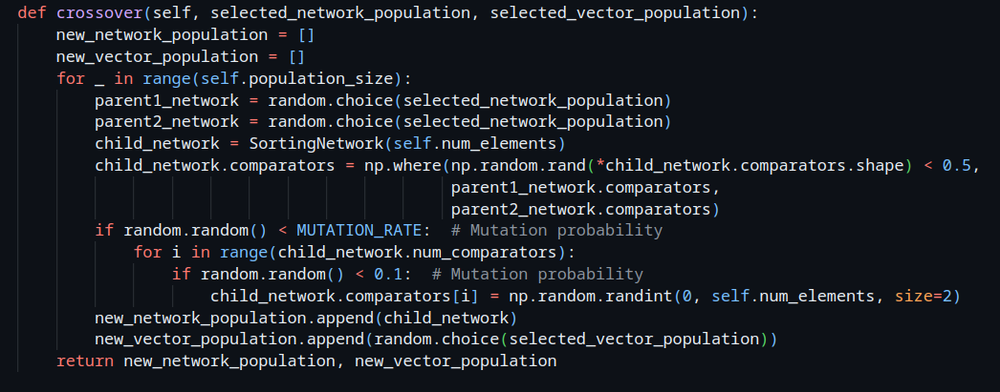 def crossover(self, selected_network_population, selected_vector_population):
    new_network_population = []
    new_vector_population = []
    for _ in range(self.population_size):
        parent1_network = random.choice(selected_network_population)
        parent2_network = random.choice(selected_network_population)
        child_network = SortingNetwork(self.num_elements)
        child_network.comparators = np.where(np.random.rand(*child_network.comparators.shape) < 0.5,
                                             parent1_network.comparators,
                                             parent2_network.comparators)
        if random.random() < MUTATION_RATE:  # Mutation probability
            for i in range(child_network.num_comparators):
                if random.random() < 0.1:  # Mutation probability
                    child_network.comparators[i] = np.random.randint(0, self.num_elements, size=2)
        new_network_population.append(child_network)
        new_vector_population.append(random.choice(selected_vector_population))
    return new_network_population, new_vector_population